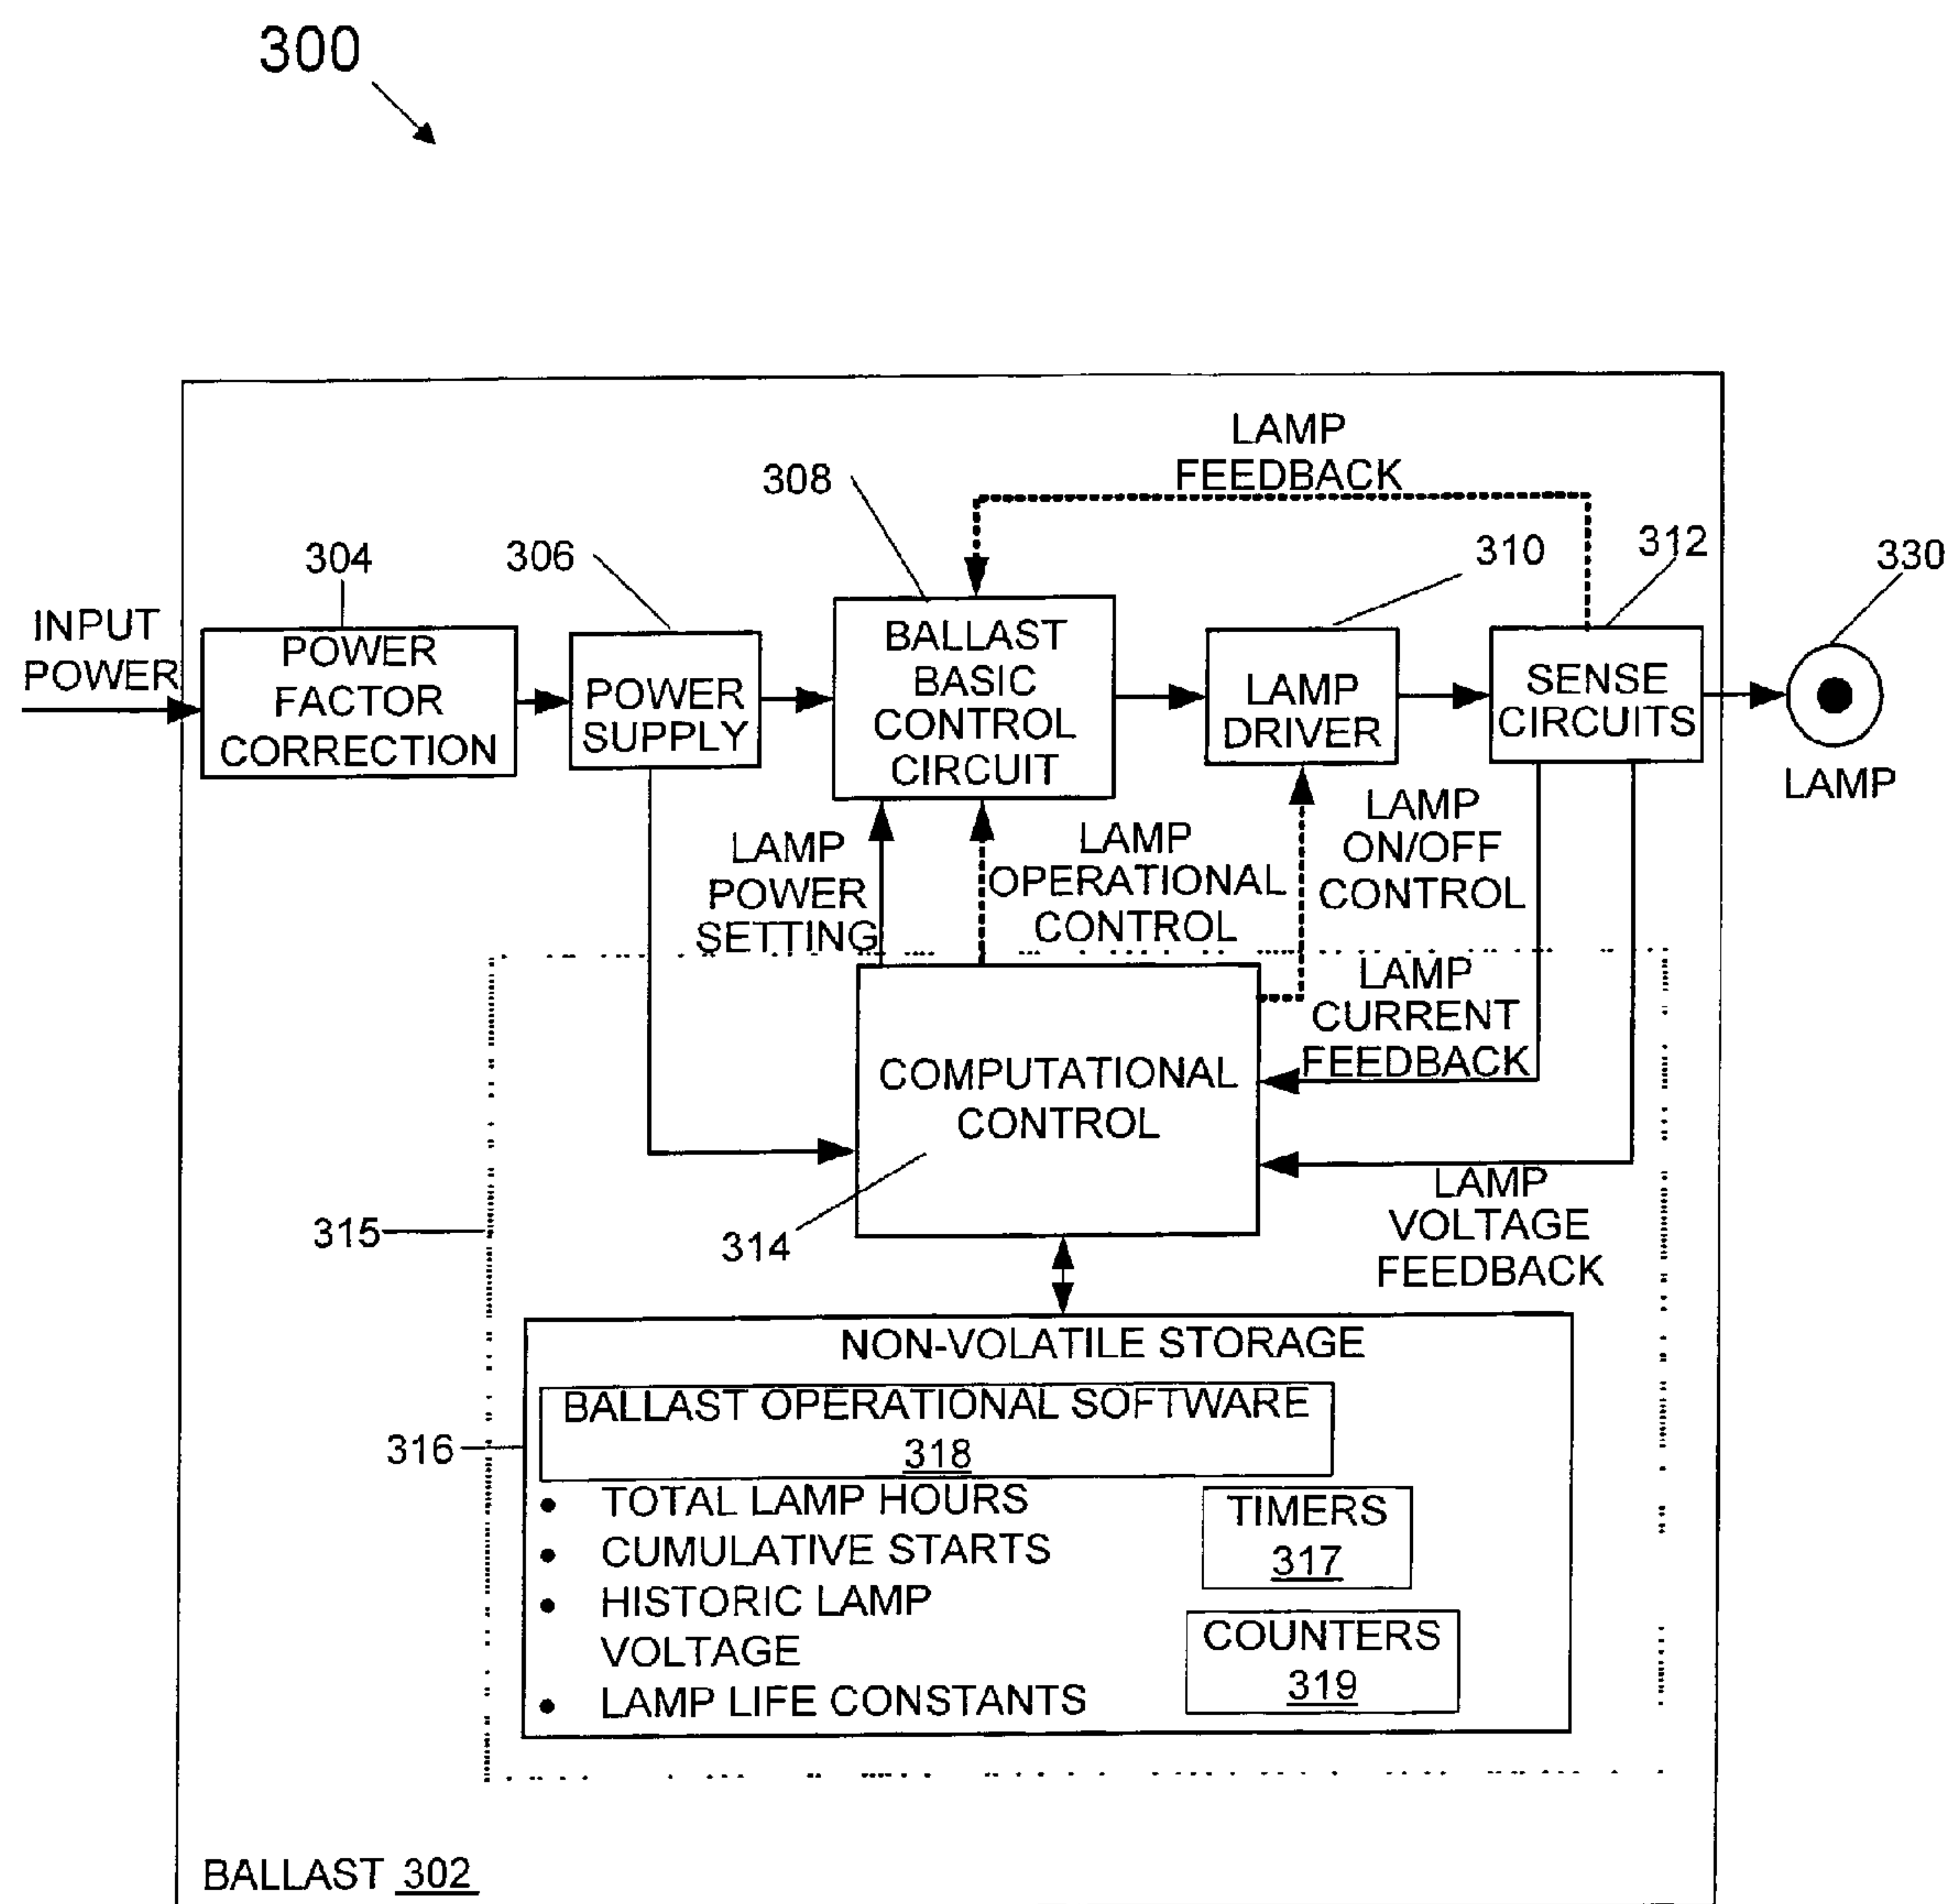 300
LAMP
FEEDBACK
308
304
306
310
312
330
INPUT
POWER
POWER
FACTOR
CORRECTION
POWER
SUPPLY
BALLAST
BASIC
CONTROL
CIRCUIT
LAMP
DRIVER
SENSE
CIRCUITS
LAMP
LAMP
POWER
SETTING
LAMP
OPERATIONAL
CONTROL
LAMP
ON/OFF
CONTROL
LAMP
CURRENT
FEEDBACK
COMPUTATIONAL
CONTROL
314
315
LAMP
VOLTAGE
FEEDBACK
NON-VOLATILE STORAGE
BALLAST OPERATIONAL SOFTWARE
318
316
• TOTAL LAMP HOURS
• CUMULATIVE STARTS
• HISTORIC LAMP
VOLTAGE
• LAMP LIFE CONSTANTS
TIMERS
317
COUNTERS
319
BALLAST 302